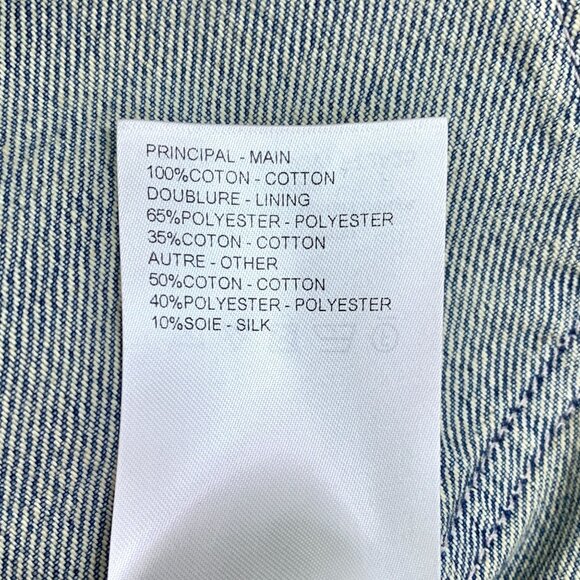 PRINCIPAL - MAIN
100%COTON - COTTON
DOUBLURE - LINING
65%POLYESTER - POLYESTER
35%COTON - COTTON
AUTRE - OTHER
50%COTON - COTTON
40%POLYESTER - POLYESTER
10%SOIE - SILK